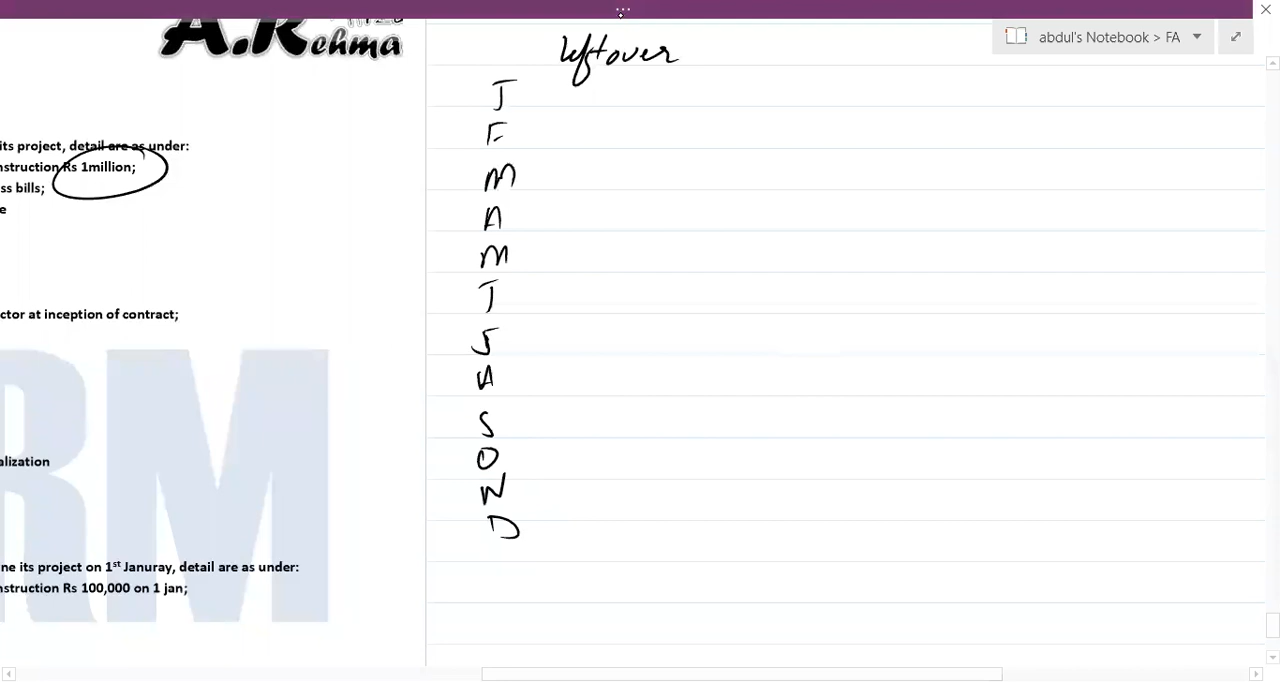 A.Rehma
abdul's Notebook > FA
its project, detail are as under:
nstruction Rs 1million;
ss bills;
e
ctor at inception of contract;
alization
ne its project on 1st Januray, detail are as under:
nstruction Rs 100,000 on 1 jan;
RM
leftover
J
F
M
A
M
J
J
A
S
O
N
D